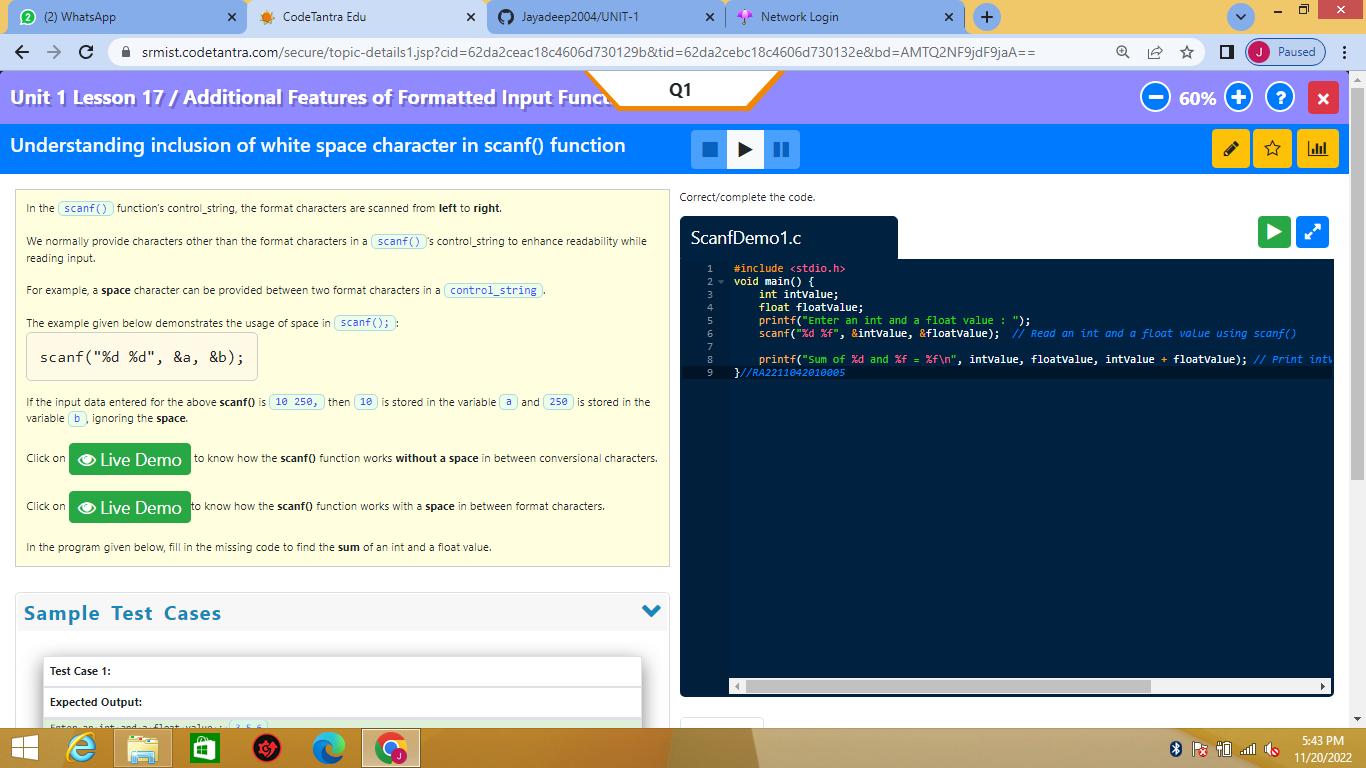 (2) WhatsApp
CodeTantra Edu
Jayadeep2004/UNIT-1
Network Login
srmist.codetantra.com/secure/topic-details1.jsp?cid=62da2ceac18c4606d730129b&tid=62da2cebc18c4606d730132e&bd=AMTQ2NF9jdF9jaA==
J Paused
Unit 1 Lesson 17 / Additional Features of Formatted Input Funct
Q1
60%
Understanding inclusion of white space character in scanf() function
In the scanf() function's control_string, the format characters are scanned from left to right.
We normally provide characters other than the format characters in a scanf() 's control_string to enhance readability while
reading input.
For example, a space character can be provided between two format characters in a control_string .
The example given below demonstrates the usage of space in scanf(); :
scanf("%d %d", &a, &b);
If the input data entered for the above scanf() is 10 250, then 10 is stored in the variable a and 250 is stored in the
variable b , ignoring the space.
Click on Live Demo to know how the scanf() function works without a space in between conversional characters.
Click on Live Demo to know how the scanf() function works with a space in between format characters.
In the program given below, fill in the missing code to find the sum of an int and a float value.
Sample Test Cases
Test Case 1:
Expected Output:
Correct/complete the code.
ScanfDemo1.c
1 #include <stdio.h>
2 void main() {
3 int intValue;
4 float floatValue;
5 printf("Enter an int and a float value : ");
6 scanf("%d %f", &intValue, &floatValue); // Read an int and a float value using scanf()
7
8 printf("Sum of %d and %f = %f\n", intValue, floatValue, intValue + floatValue); // Print intV
9 }//RA2211042010005
5:43 PM
11/20/2022